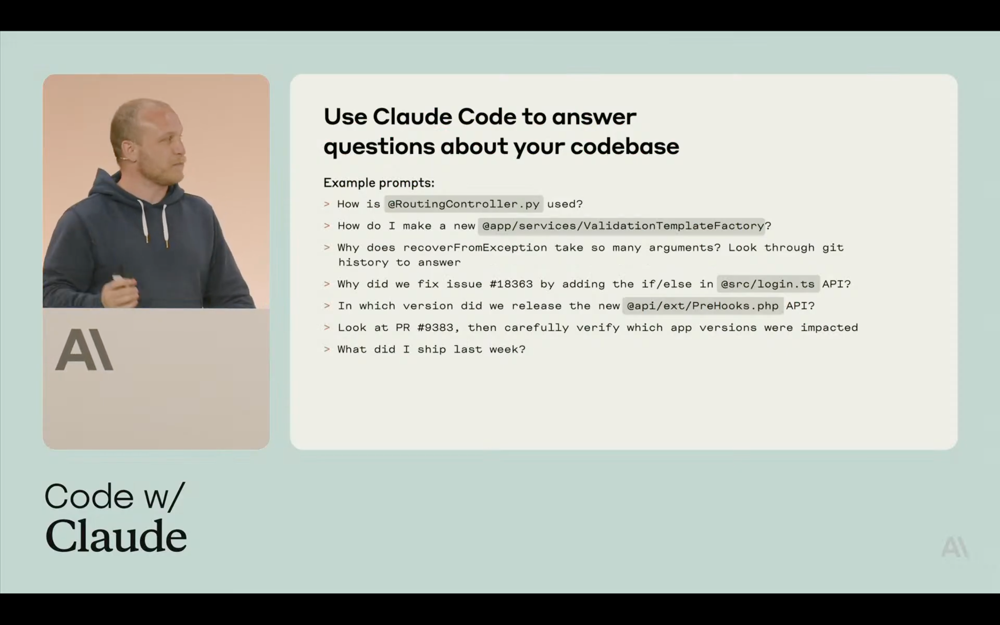 Use Claude Code to answer
questions about your codebase
Example prompts:
> How is @RoutingController.py used?
> How do I make a new @app/services/ValidationTemplateFactory?
> Why does recoverFromException take so many arguments? Look through git
history to answer
> Why did we fix issue #18363 by adding the if/else in @src/login.ts API?
> In which version did we release the new @api/ext/PreHooks.php API?
> Look at PR #9383, then carefully verify which app versions were impacted
> What did I ship last week?
A\
Code w/
Claude
A\